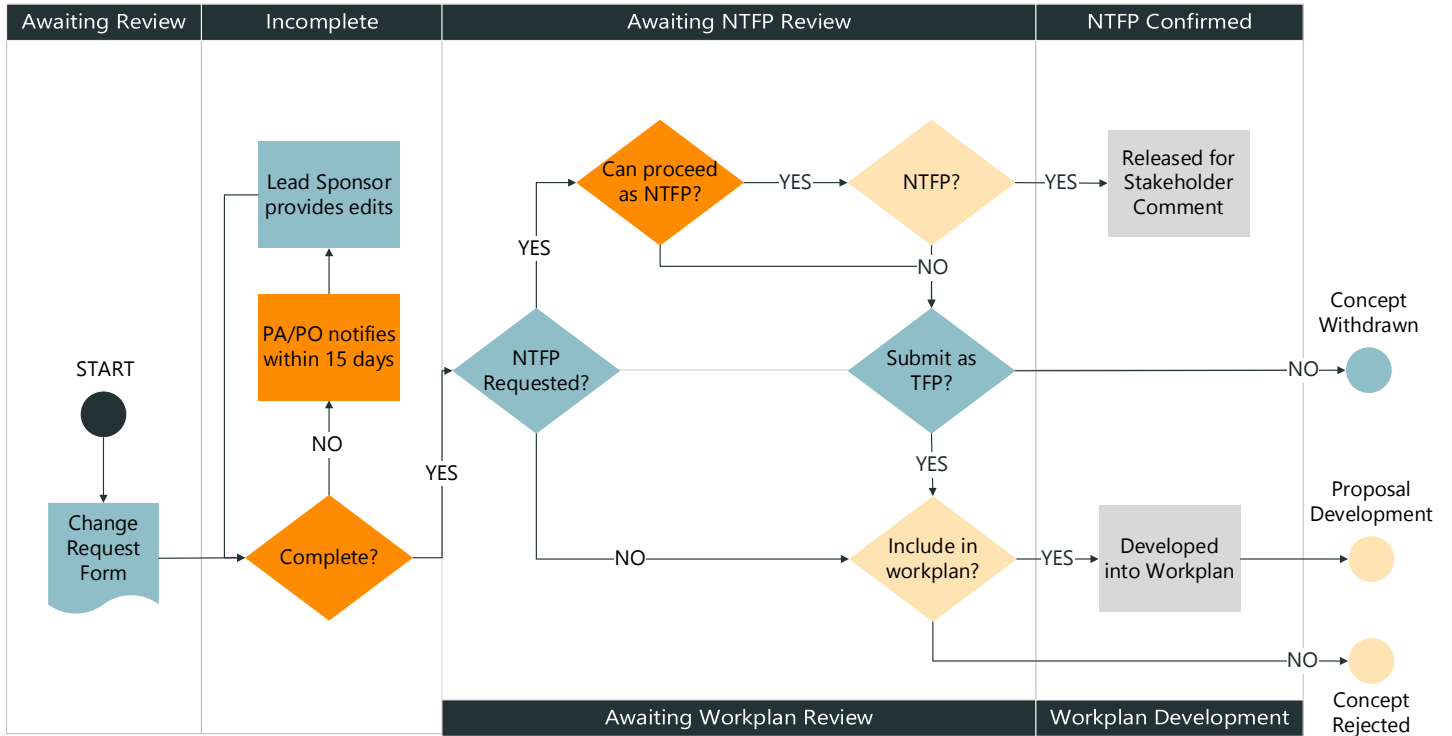 Awaiting Review
Incomplete
Awaiting NTFP Review
NTFP Confirmed
Can proceed
as NTFP?
YES
NTFP?
YES
Released for
Stakeholder
Comment
Lead Sponsor
provides edits
YES
NO
PA/PO notifies
within 15 days
START
NTFP
Requested?
Submit as
TFP?
NO
Concept
Withdrawn
NO
YES
YES
Change
Request
Form
Complete?
NO
Include in
workplan?
YES
Developed
into Workplan
Proposal
Development
NO
Concept
Rejected
Awaiting Workplan Review
Workplan Development